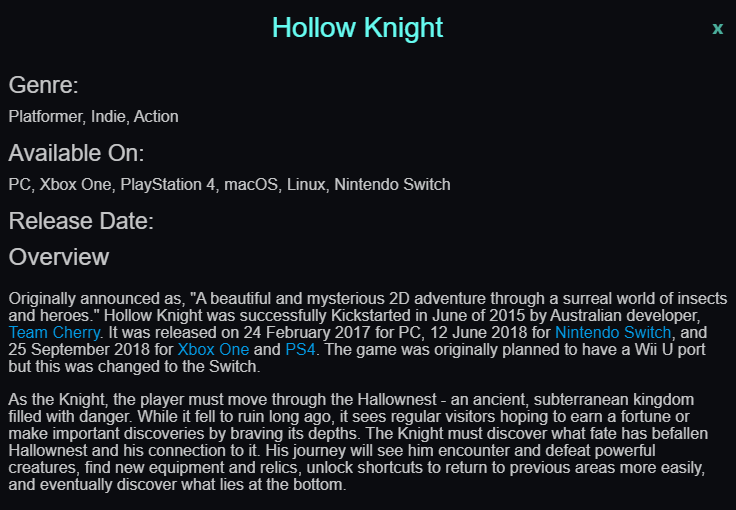 Hollow Knight
x
Genre:
Platformer, Indie, Action
Available On:
PC, Xbox One, PlayStation 4, macOS, Linux, Nintendo Switch
Release Date:
Overview
Originally announced as, "A beautiful and mysterious 2D adventure through a surreal world of insects
and heroes." Hollow Knight was successfully Kickstarted in June of 2015 by Australian developer,
Team Cherry. It was released on 24 February 2017 for PC, 12 June 2018 for Nintendo Switch, and
25 September 2018 for Xbox One and PS4. The game was originally planned to have a Wii U port
but this was changed to the Switch.
As the Knight, the player must move through the Hallownest - an ancient, subterranean kingdom
filled with danger. While it fell to ruin long ago, it sees regular visitors hoping to earn a fortune or
make important discoveries by braving its depths. The Knight must discover what fate has befallen
Hallownest and his connection to it. His journey will see him encounter and defeat powerful
creatures, find new equipment and relics, unlock shortcuts to return to previous areas more easily,
and eventually discover what lies at the bottom.